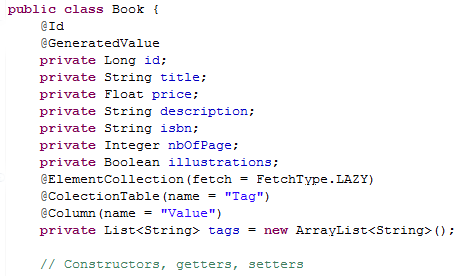 public class Book {
@Id
@GeneratedValue
private Long id;
private String title;
private Float price;
private String description;
private String isbn;
private Integer nbOfPage;
private Boolean illustrations;
@ElementCollection(fetch = FetchType.LAZY)
@ColectionTable(name = "Tag")
@Column(name = "Value")
private List<String> tags = new ArrayList<String>();
// Constructors, getters, setters